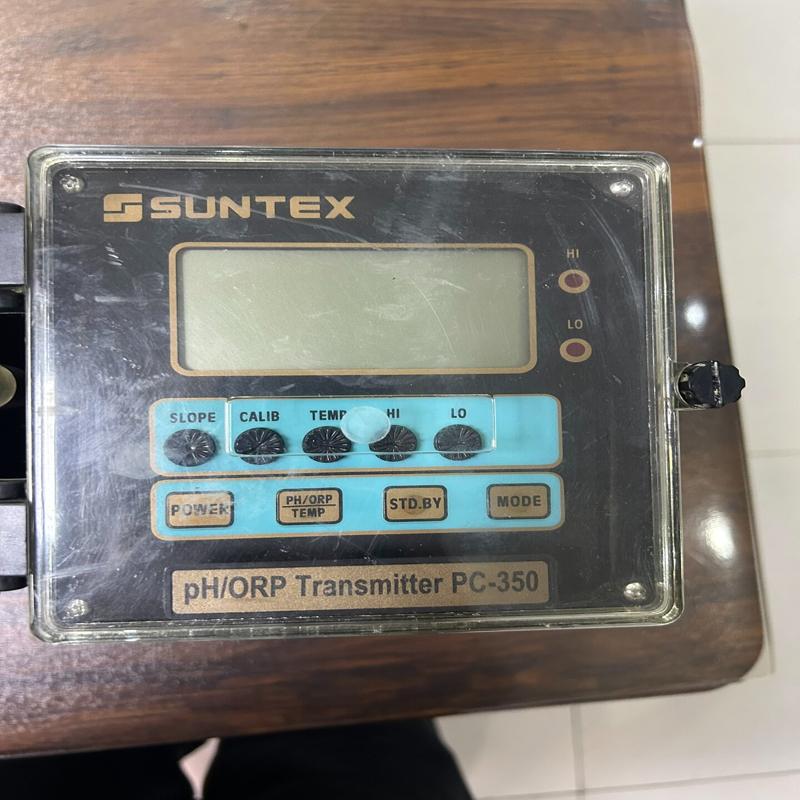 SUNTEX
HI
LO
SLOPE CALIB TEMP HI LO
POWER PH/ORP TEMP STD.BY MODE
pH/ORP Transmitter PC-350